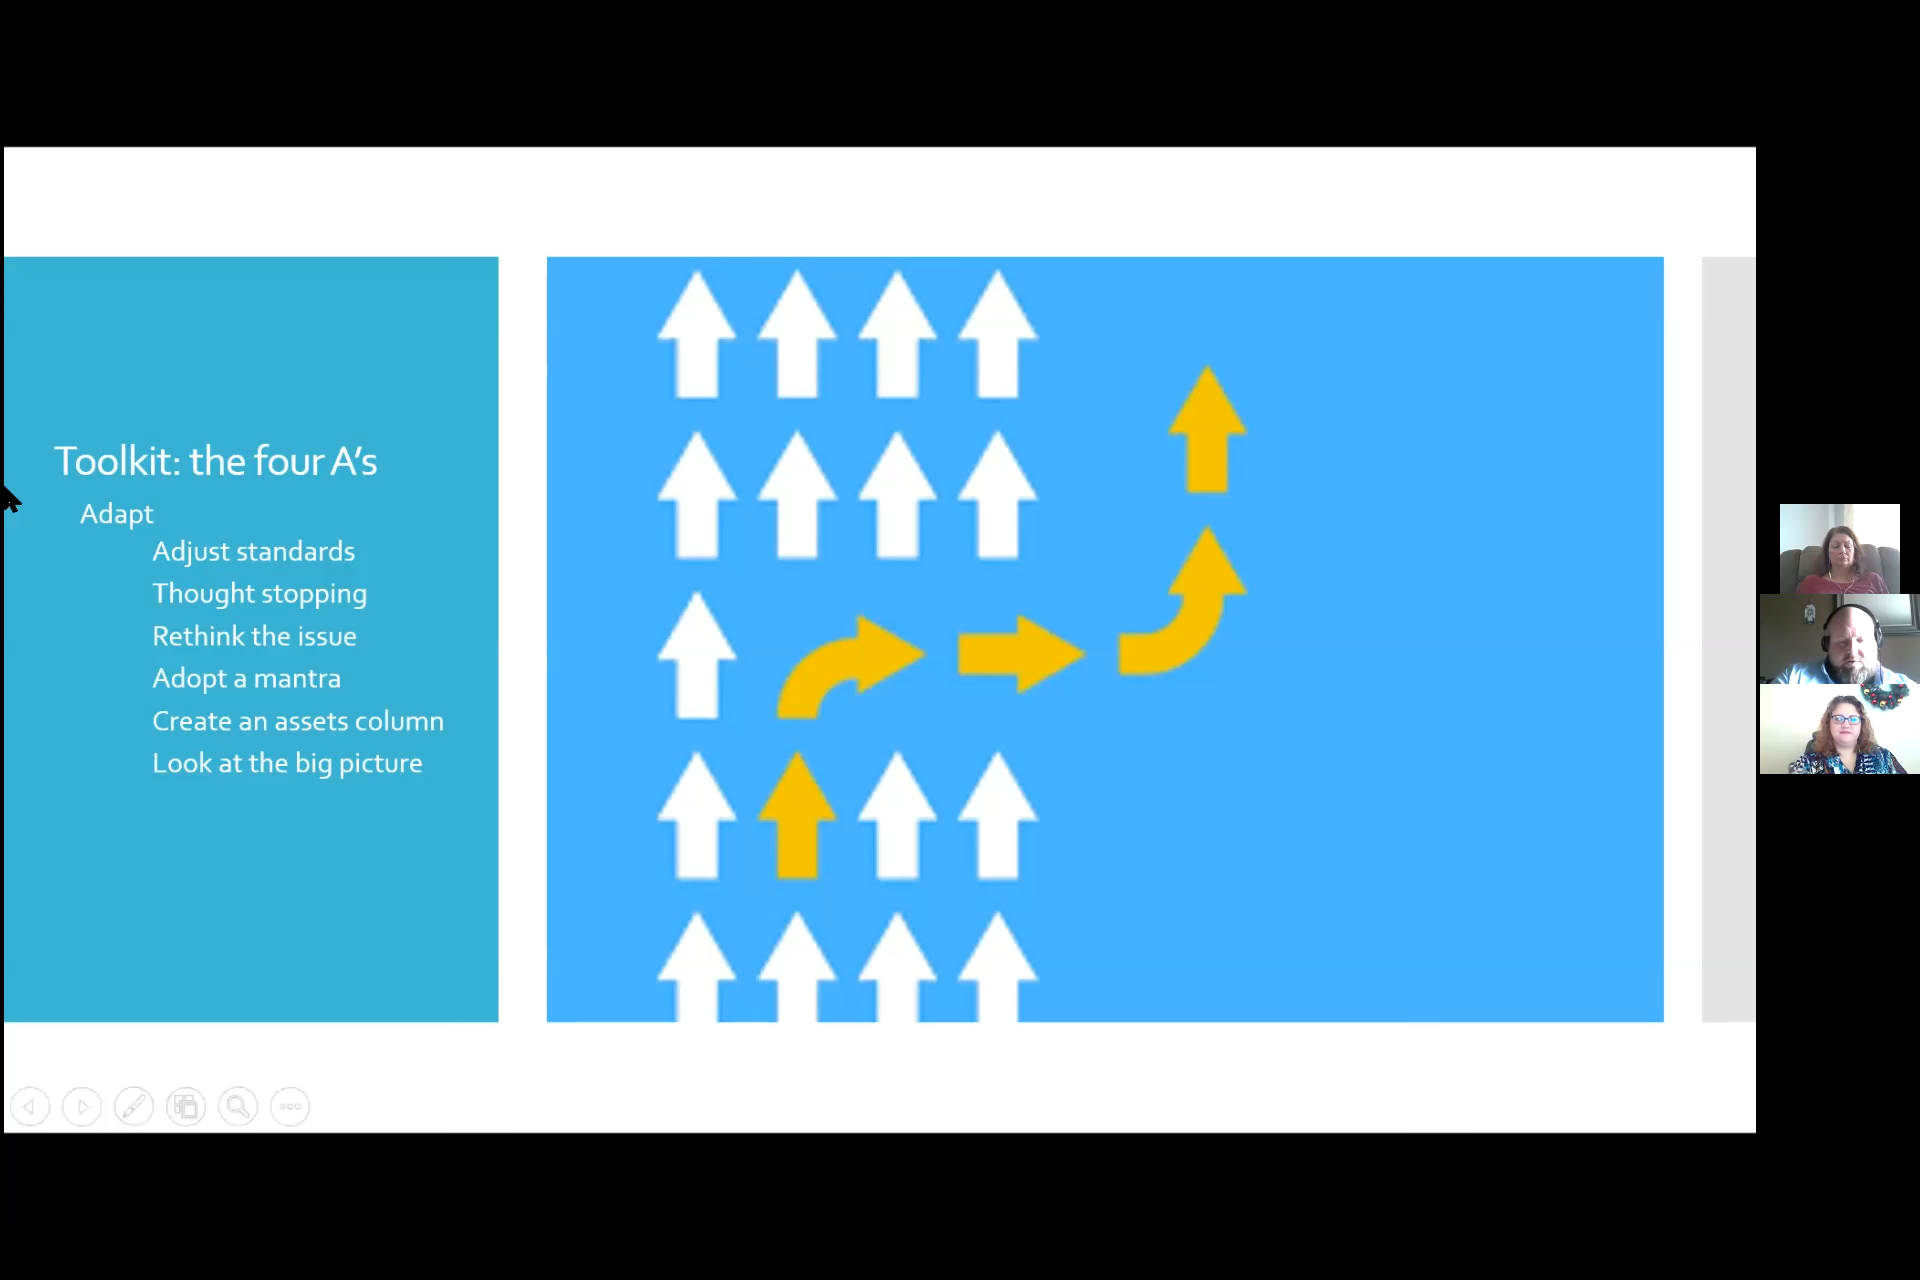 Toolkit: the four A’s
Adapt
Adjust standards
Thought stopping
Rethink the issue
Adopt a mantra
Create an assets column
Look at the big picture